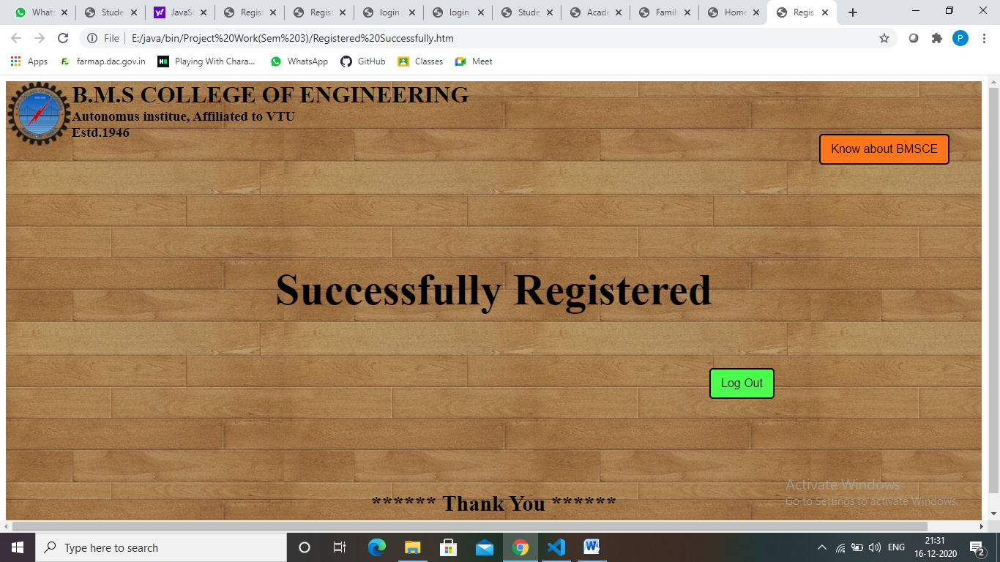 Whats
Stude
JavaSc
Regist
Regist
login
login
Stude
Acade
Family
Home
Regis
File
E:/java/bin/Project%20Work(Sem%203)/Registered%20Successfully.htm
P
Apps
farmap.dac.gov.in
Playing With Chara...
WhatsApp
GitHub
Classes
Meet
B.M.S COLLEGE OF ENGINEERING
Autonomus institue, Affiliated to VTU
Estd.1946
Know about BMSCE
Successfully Registered
Log Out
Activate Windows
Go to Settings to activate Windows.
****** Thank You ******
Type here to search
ENG
21:31
16-12-2020
2